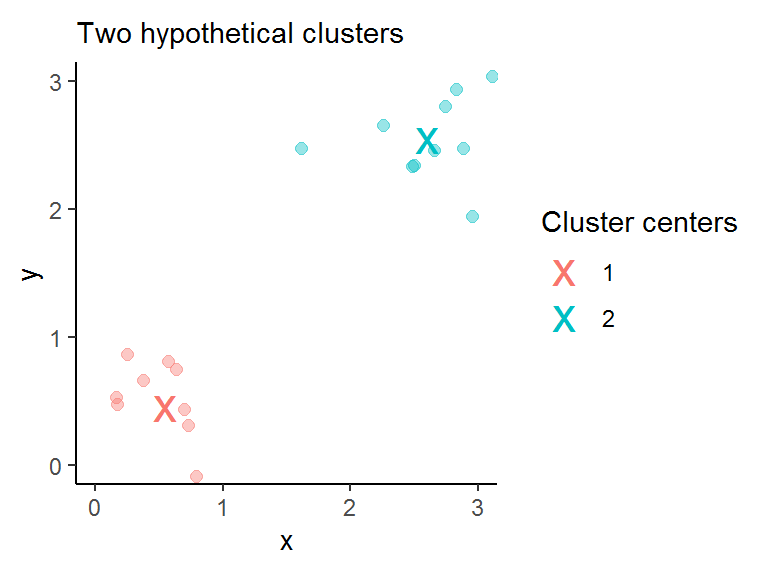 Two hypothetical clusters
3
2
1
0
y
0 1 2 3
x
X
X
Cluster centers
X 1
X 2